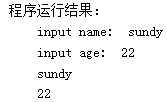 程序运行结果：
input name:  sundy
input age:  22
sundy
22